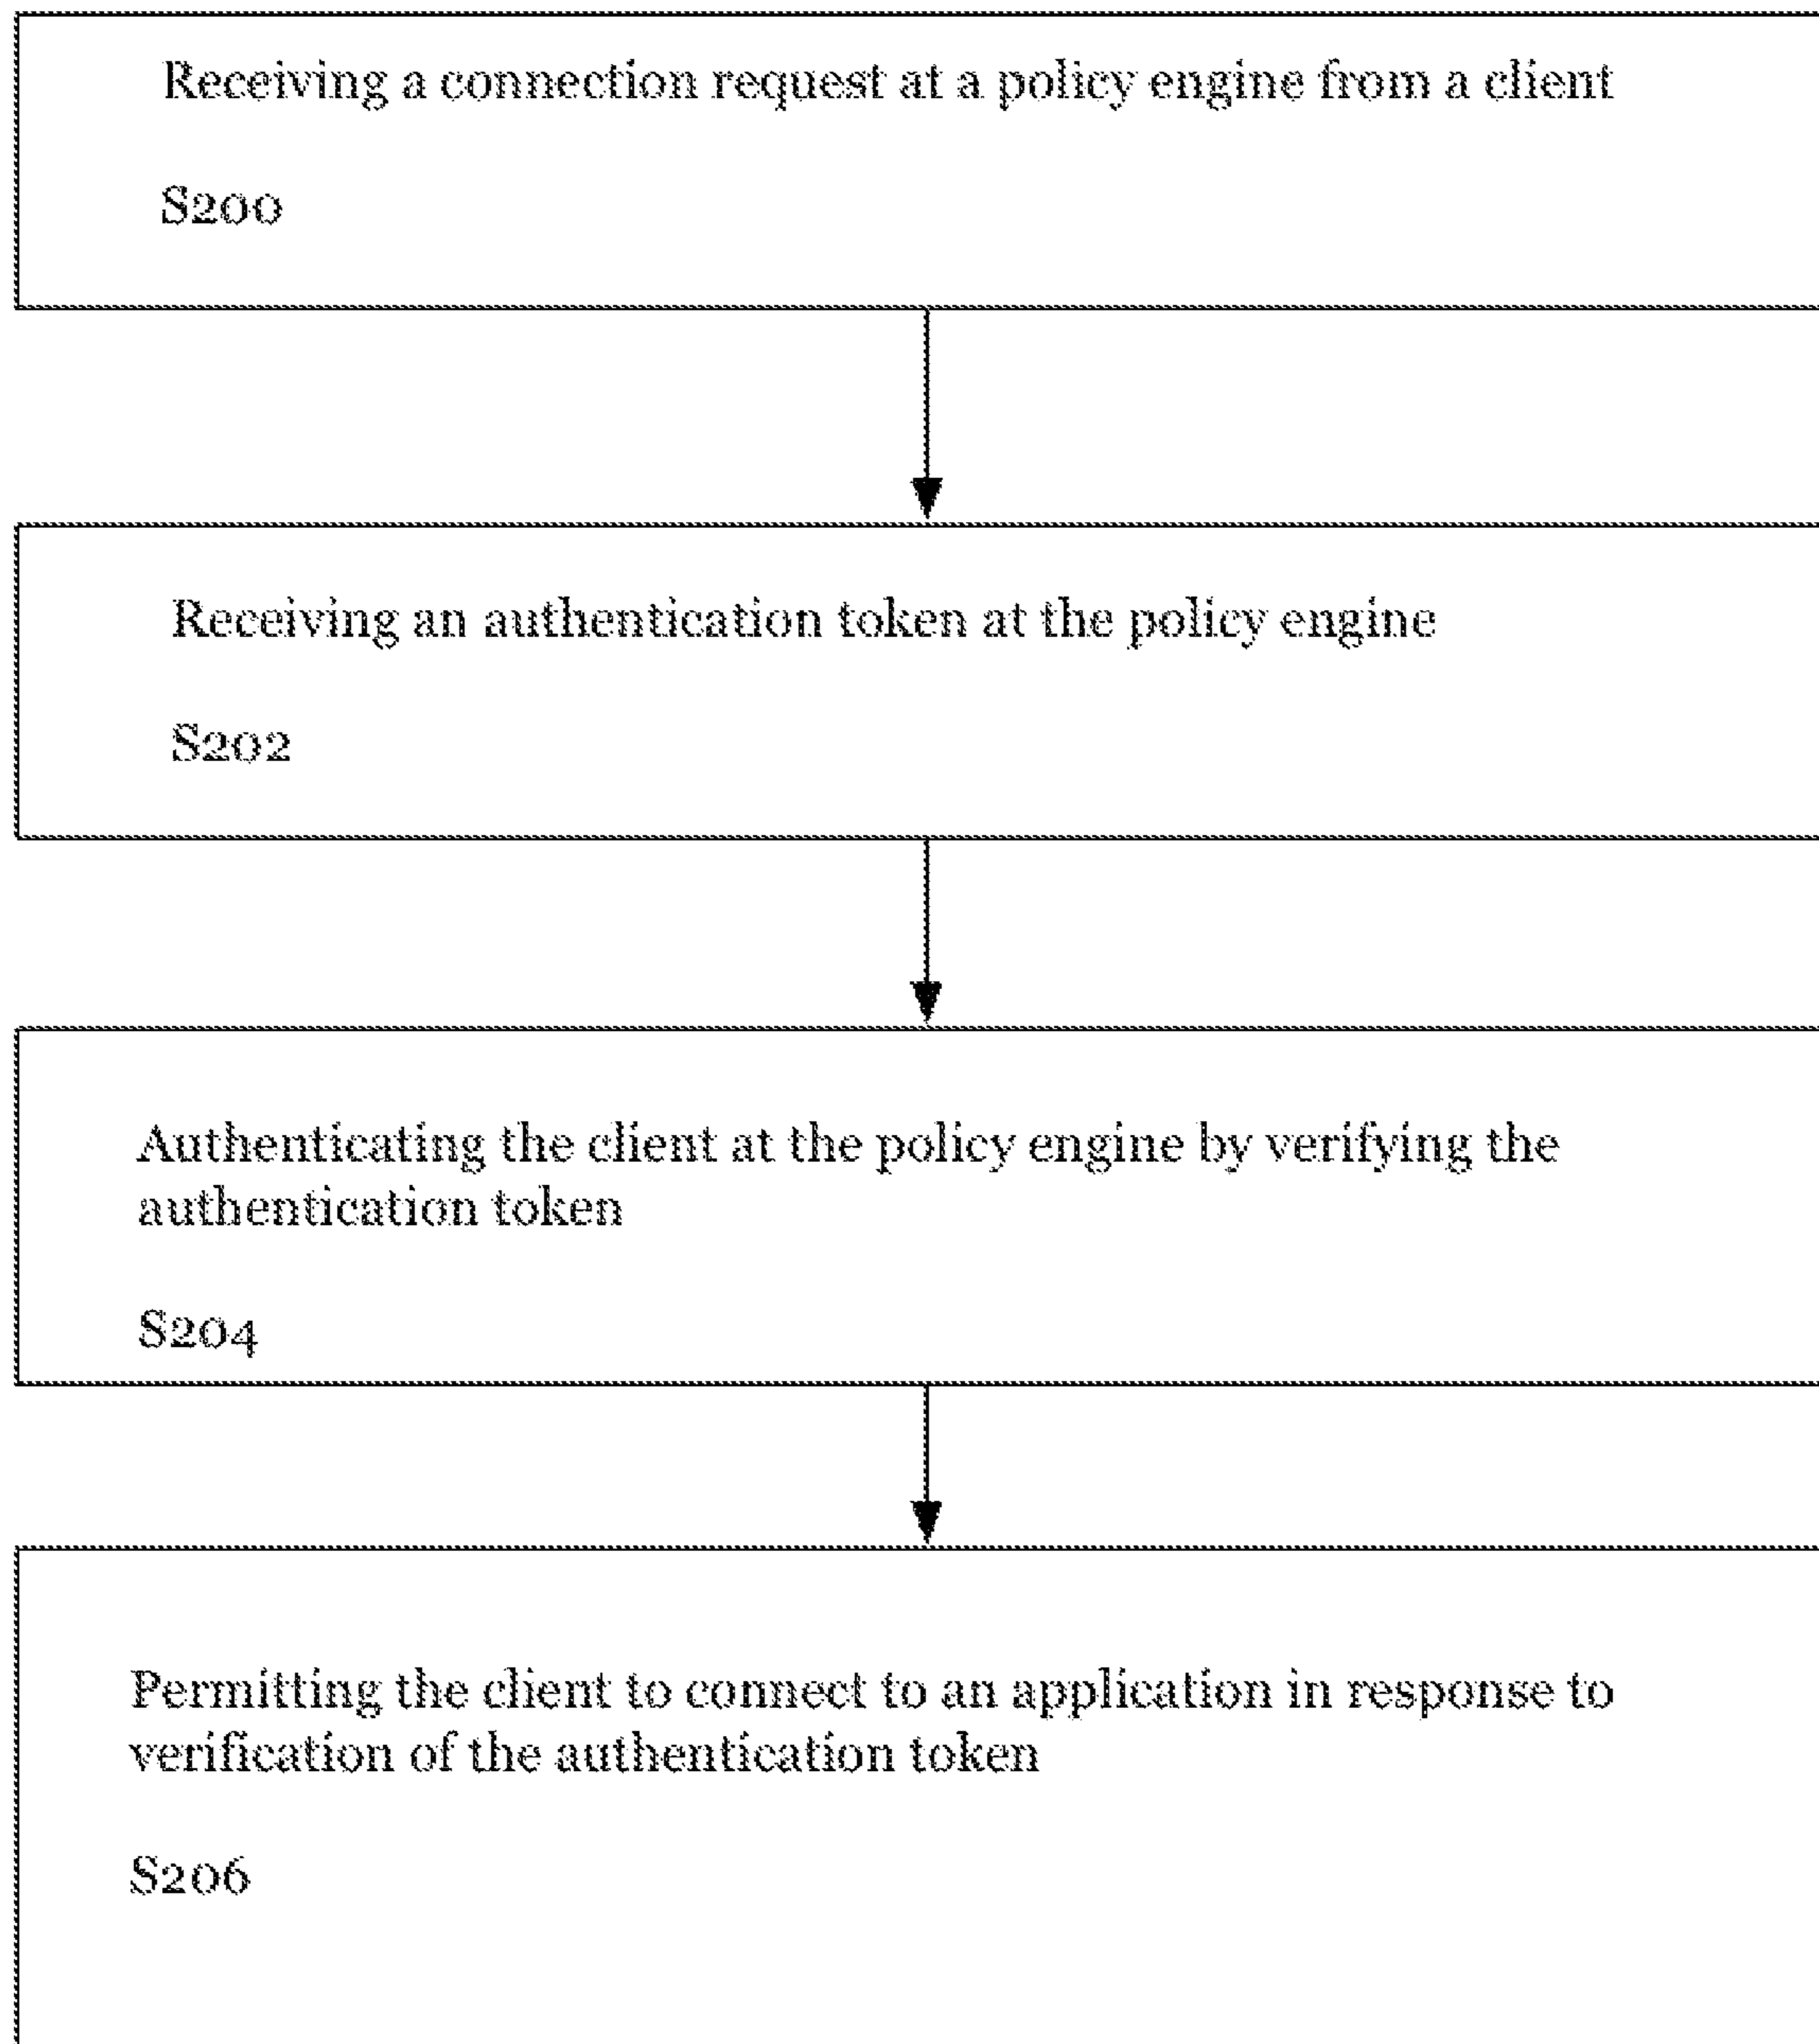 Receiving a connection request at a policy engine from a client
S200
Receiving an authentication token at the policy engine
S202
Authenticating the client at the policy engine by verifying the
authentication token
S204
Permitting the client to connect to an application in response to
verification of the authentication token
S206